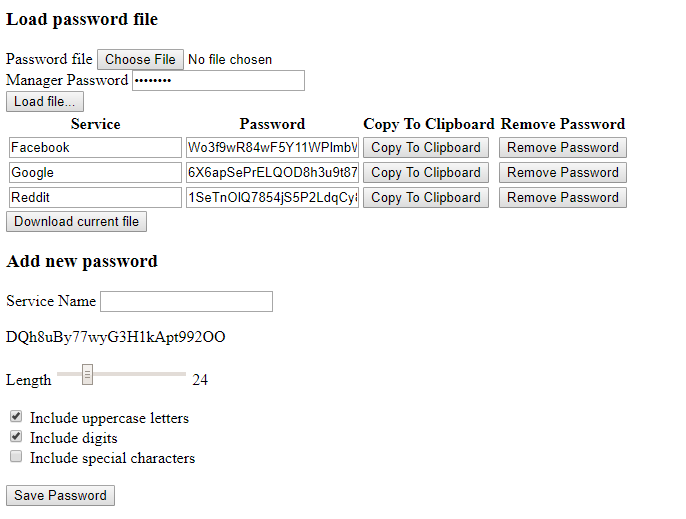 Load password file
Password file Choose File No file chosen
Manager Password ••••••••
Load file...
Service Password Copy To Clipboard Remove Password
Facebook Wo3f9wR84wF5Y11WPlmbW Copy To Clipboard Remove Password
Google 6X6apSePrELQOD8h3u9t87 Copy To Clipboard Remove Password
Reddit 1SeTnOlQ7854jS5P2LdqCy Copy To Clipboard Remove Password
Download current file
Add new password
Service Name
DQh8uBy77wyG3H1kApt992OO
Length 24
Include uppercase letters
Include digits
Include special characters
Save Password